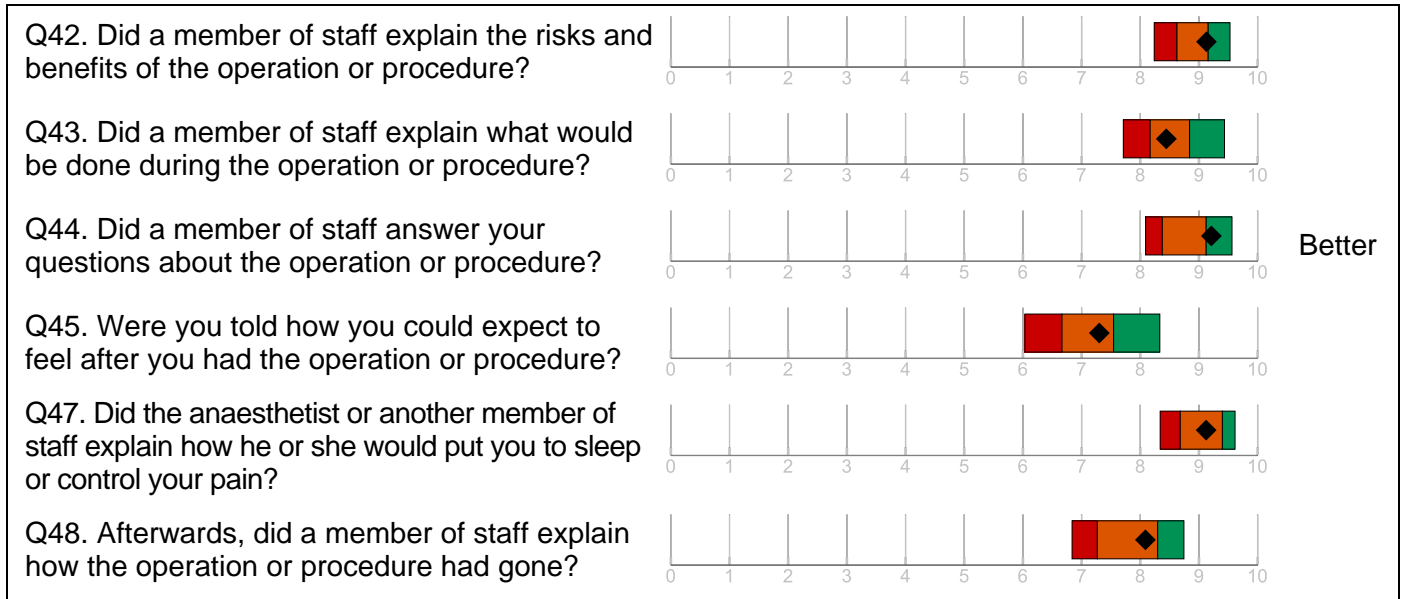 Q42. Did a member of staff explain the risks and
benefits of the operation or procedure?
0 1 2 3 4 5 6 7 8 9 10
Q43. Did a member of staff explain what would
be done during the operation or procedure?
0 1 2 3 4 5 6 7 8 9 10
Q44. Did a member of staff answer your
questions about the operation or procedure?
0 1 2 3 4 5 6 7 8 9 10
Better
Q45. Were you told how you could expect to
feel after you had the operation or procedure?
0 1 2 3 4 5 6 7 8 9 10
Q47. Did the anaesthetist or another member of
staff explain how he or she would put you to sleep
or control your pain?
0 1 2 3 4 5 6 7 8 9 10
Q48. Afterwards, did a member of staff explain
how the operation or procedure had gone?
0 1 2 3 4 5 6 7 8 9 10